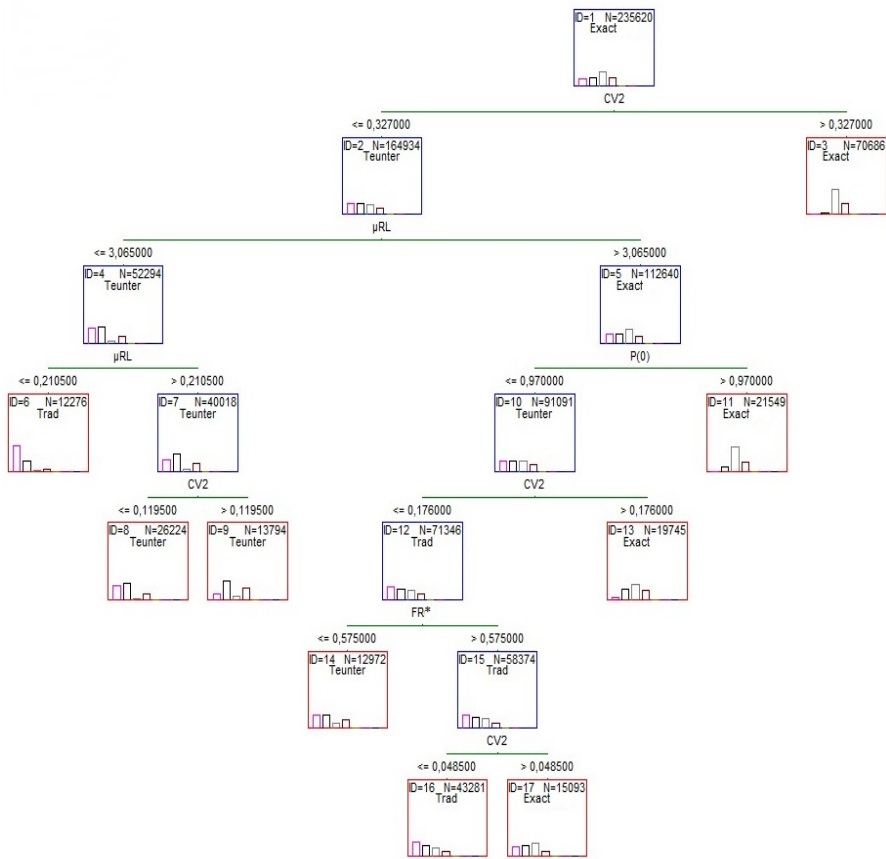 ID=1 N=235620
Exact
CV2
<= 0,327000 > 0,327000
ID=2 N=164934 ID=3 N=70686
Teunter Exact
µRL
<= 3,065000 > 3,065000
ID=4 N=52294 ID=5 N=112640
Teunter Exact
µRL P(0)
<= 0,210500 > 0,210500 <= 0,970000 > 0,970000
ID=6 N=12276 ID=7 N=40018 ID=10 N=91091 ID=11 N=21549
Trad Teunter Teunter Exact
CV2 CV2
<= 0,119500 > 0,119500 <= 0,176000 > 0,176000
ID=8 N=26224 ID=9 N=13794 ID=12 N=71346 ID=13 N=19745
Teunter Teunter Trad Exact
FR*
<= 0,575000 > 0,575000
ID=14 N=12972 ID=15 N=58374
Teunter Trad
CV2
<= 0,048500 > 0,048500
ID=16 N=43281 ID=17 N=15093
Trad Exact